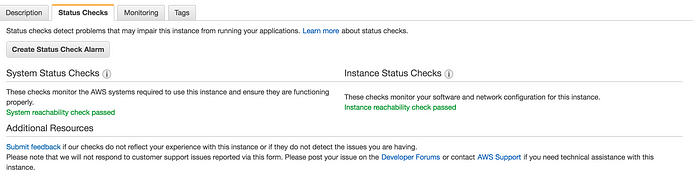 Description Status Checks Monitoring Tags
Status checks detect problems that may impair this instance from running your applications. Learn more about status checks.
Create Status Check Alarm
System Status Checks
These checks monitor the AWS systems required to use this instance and ensure they are functioning
properly.
System reachability check passed
Instance Status Checks
These checks monitor your software and network configuration for this instance.
Instance reachability check passed
Additional Resources
Submit feedback if our checks do not reflect your experience with this instance or if they do not detect the issues you are having.
Please note that we will not respond to customer support issues reported via this form. Please post your issue on the Developer Forums or contact AWS Support if you need technical assistance with this
instance.